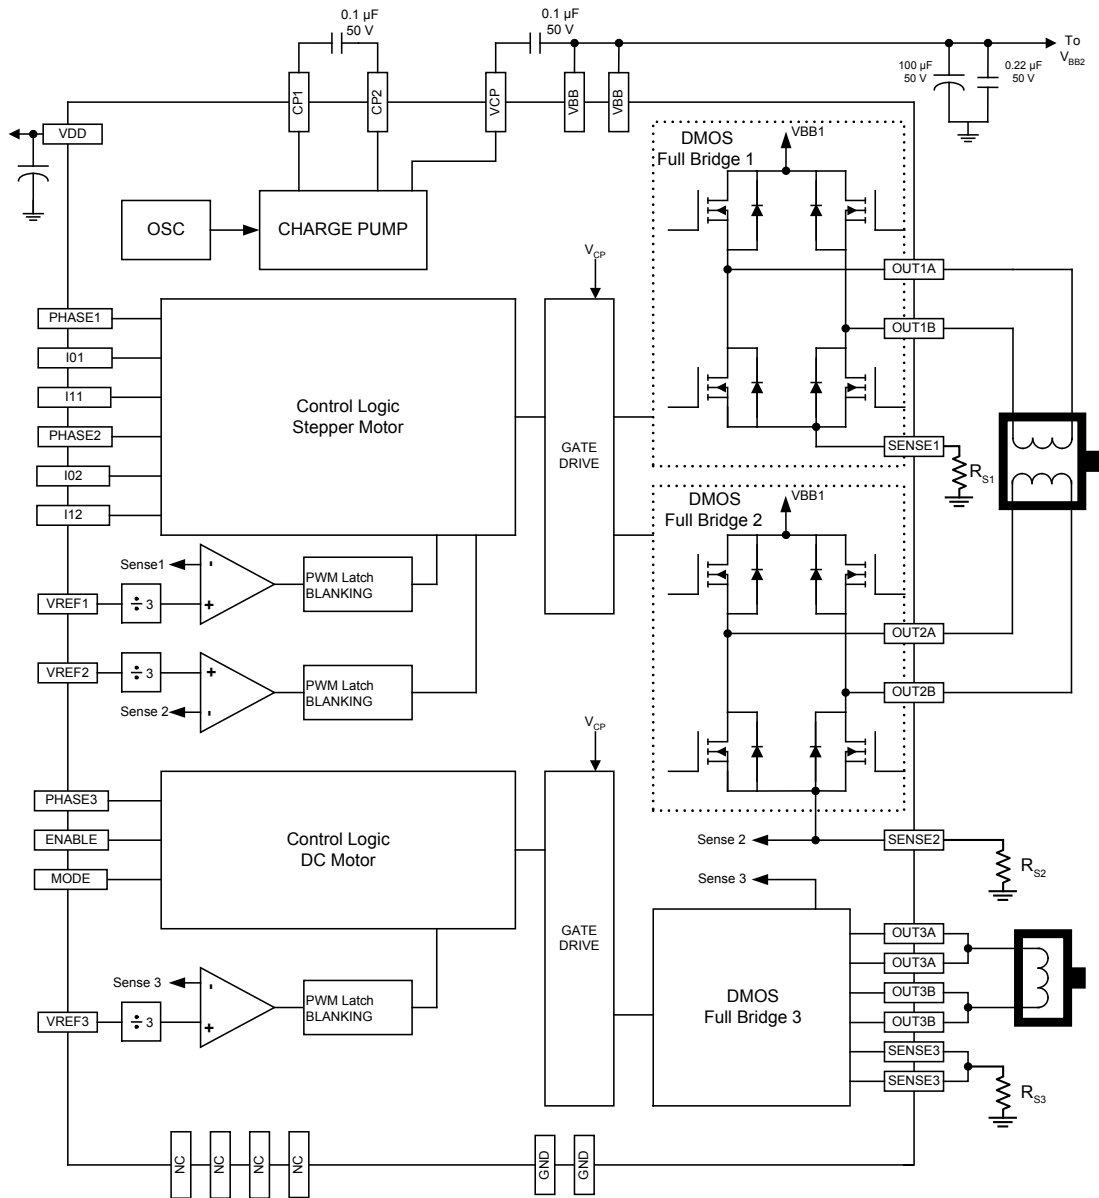 0.1 µF
50 V
0.1 µF
50 V
To
VBB2
100 µF
50 V
0.22 µF
50 V
CP1
CP2
VCP
VBB
VBB
VDD
DMOS
Full Bridge 1
VBB1
OSC
CHARGE PUMP
VCP
OUT1A
PHASE1
OUT1B
I01
I11
Control Logic
Stepper Motor
PHASE2
GATE
DRIVE
SENSE1
RS1
I02
I12
DMOS
Full Bridge 2
VBB1
Sense1
-
+
PWM Latch
BLANKING
VREF1
÷ 3
OUT2A
VREF2
÷ 3
+
-
PWM Latch
BLANKING
Sense 2
OUT2B
VCP
PHASE3
ENABLE
MODE
Control Logic
DC Motor
Sense 2
SENSE2
RS2
Sense 3
GATE
DRIVE
OUT3A
OUT3A
OUT3B
OUT3B
DMOS
Full Bridge 3
Sense 3
-
+
PWM Latch
BLANKING
VREF3
÷ 3
SENSE3
SENSE3
RS3
NC
NC
NC
NC
GND
GND